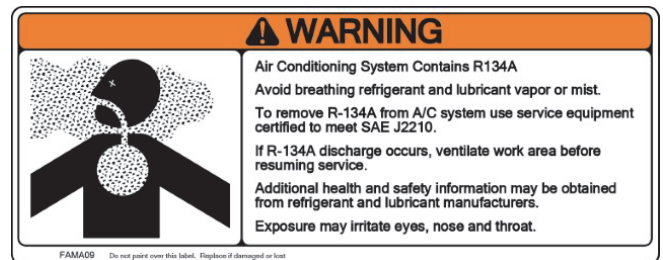 WARNING
Air Conditioning System Contains R134A
Avoid breathing refrigerant and lubricant vapor or mist.
To remove R-134A from A/C system use service equipment
certified to meet SAE J2210.
If R-134A discharge occurs, ventilate work area before
resuming service.
Additional health and safety information may be obtained
from refrigerant and lubricant manufacturers.
Exposure may irritate eyes, nose and throat.
FAMA09 Do not paint over this label. Replace if damaged or lost